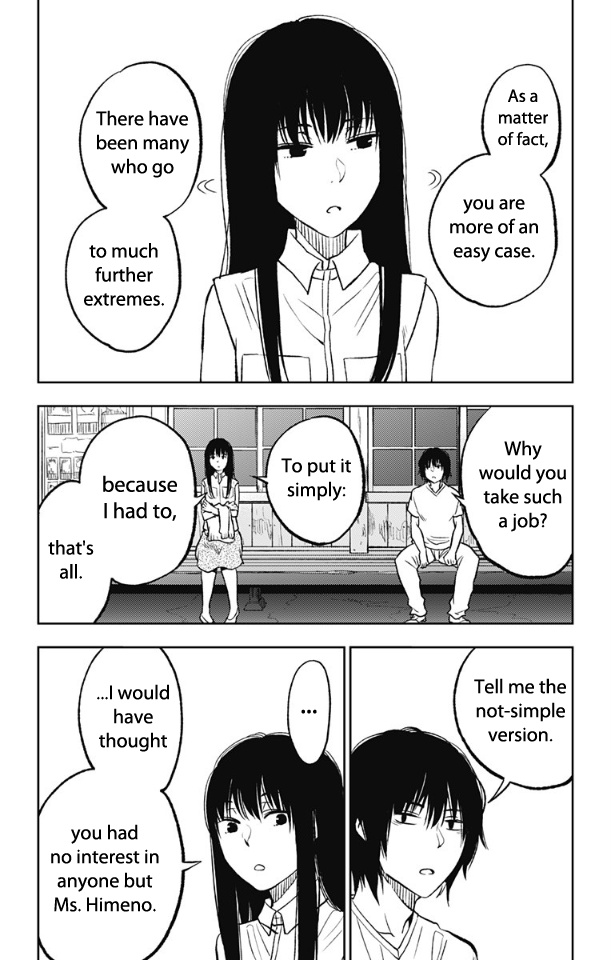 As a
matter
of fact,
you are
more of an
easy case.
There have
been many
who go
to much
further
extremes.
Why
would you
take such
a job?
To put it
simply:
because
I had to,
that's
all.
Tell me the
not-simple
version.
...
...I would
have
thought
you had
no interest in
anyone but
Ms. Himeno.